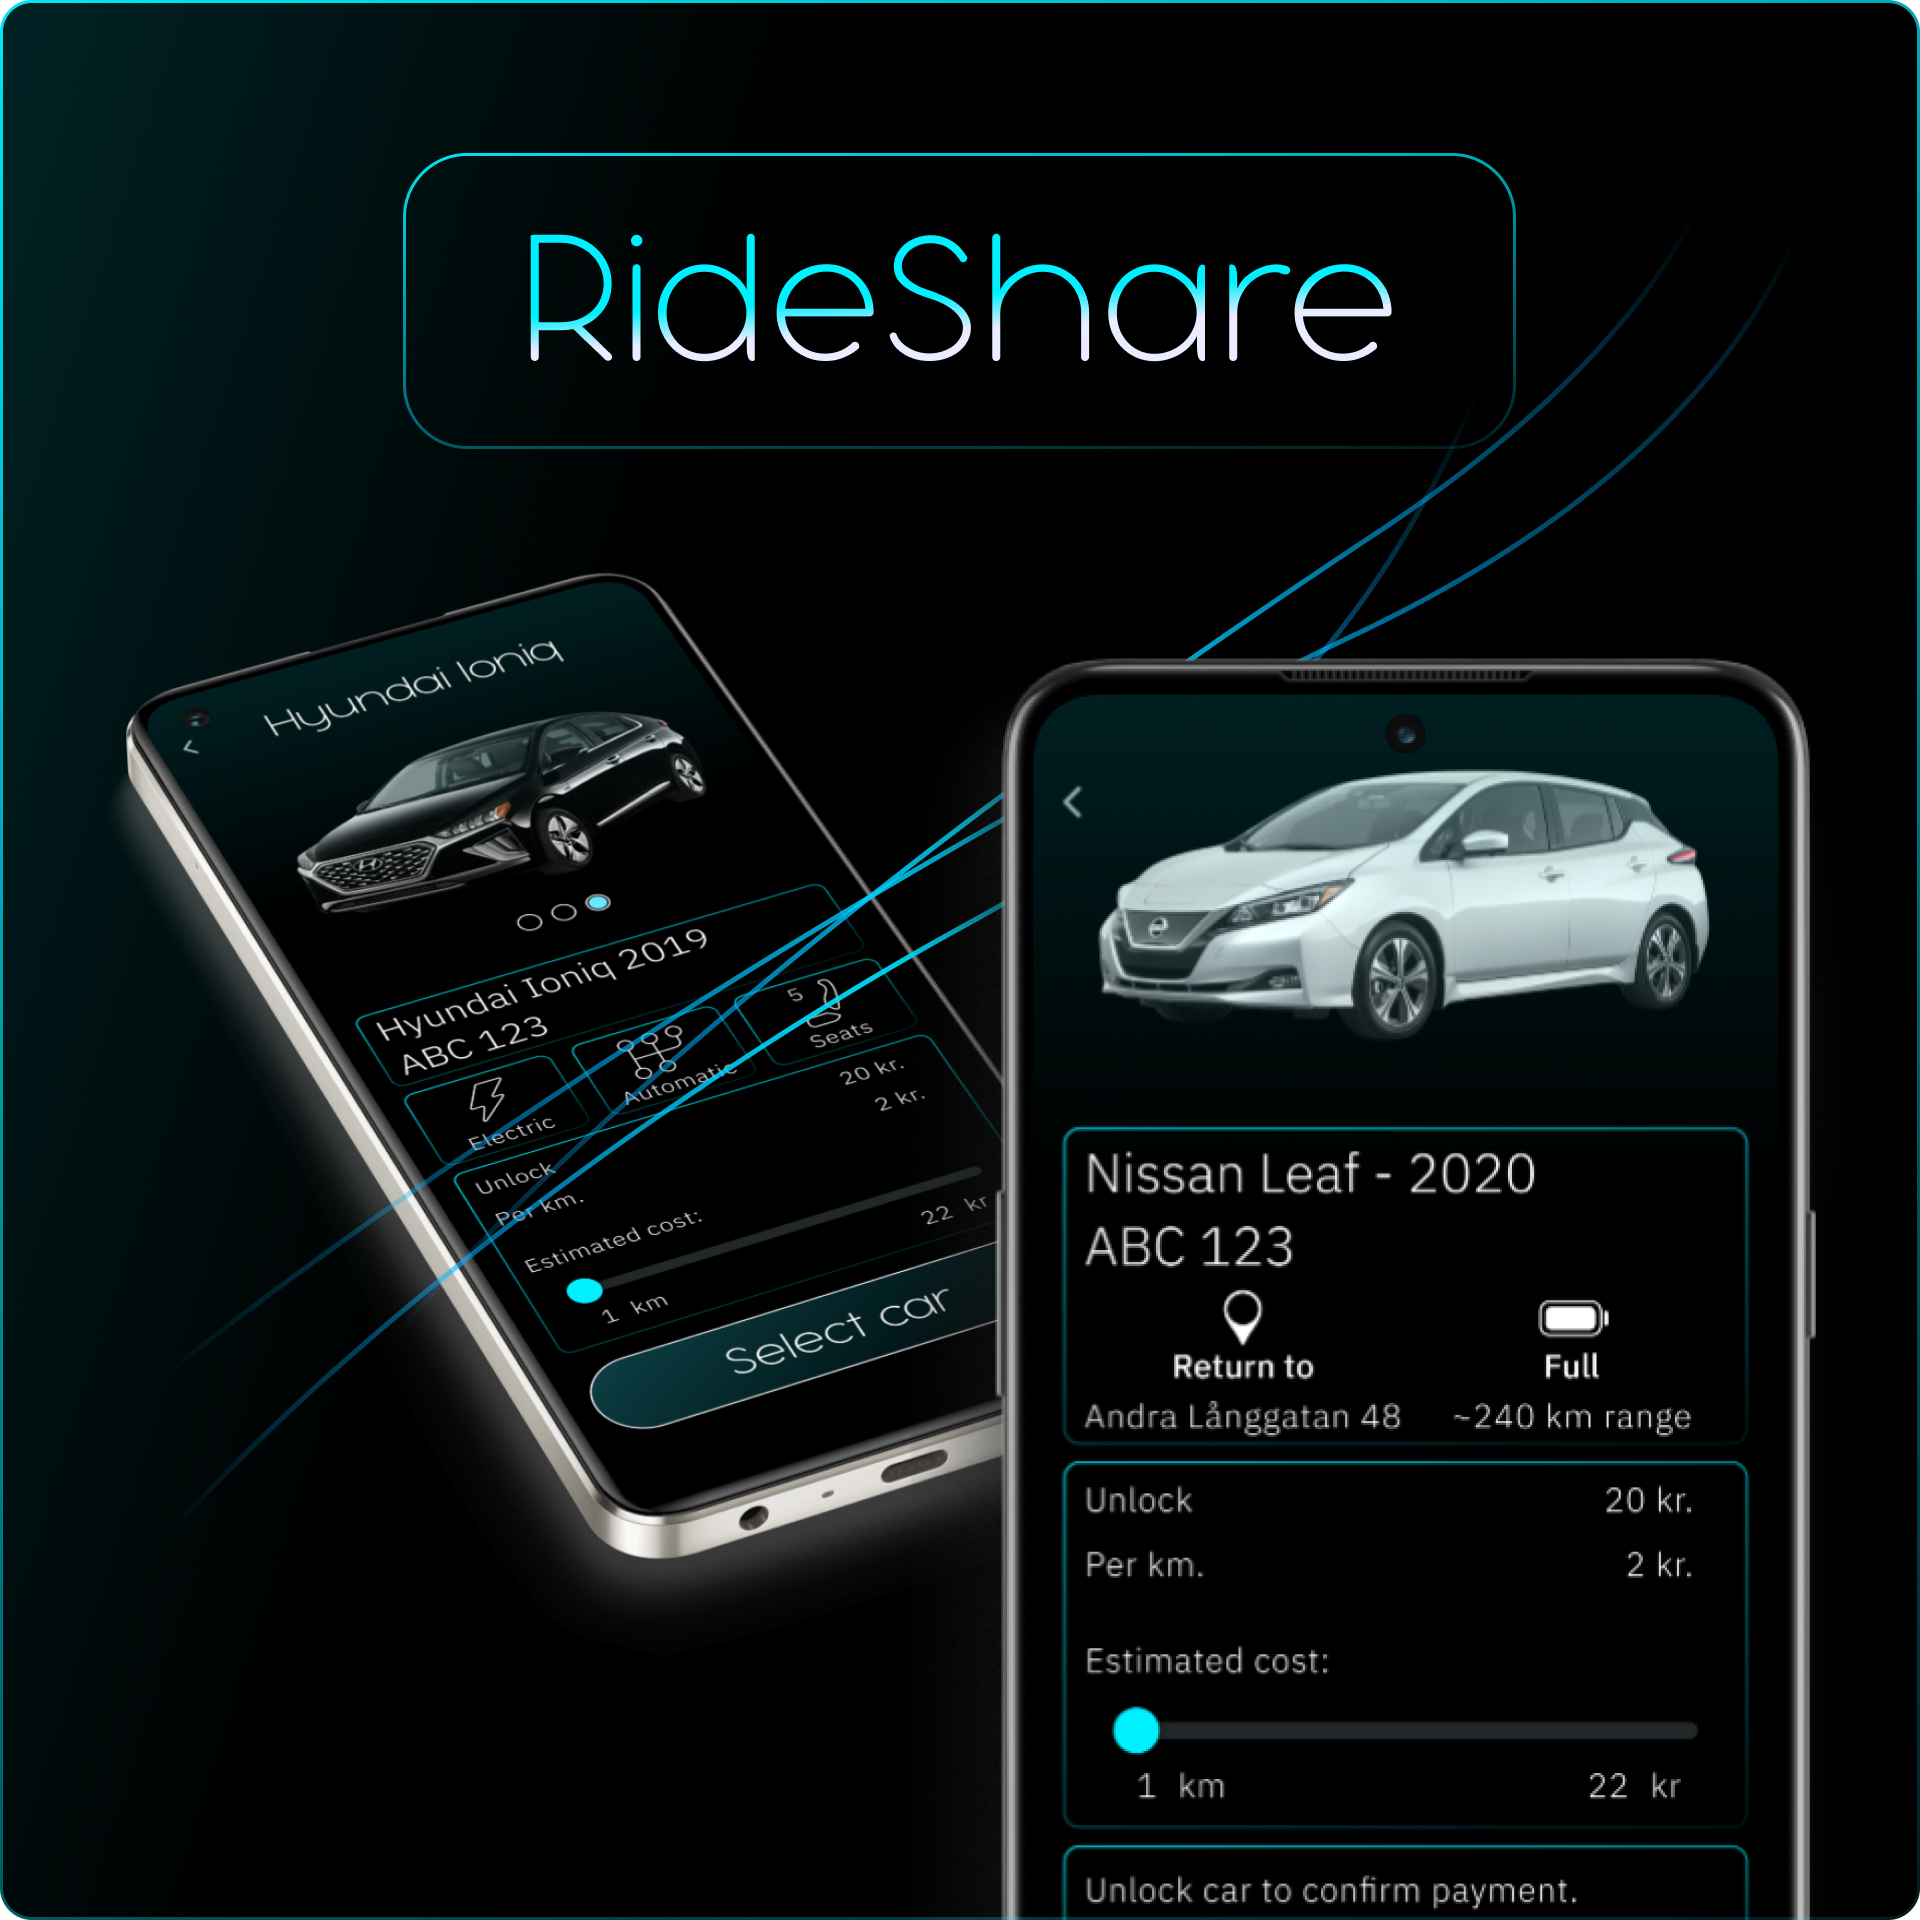 RideShare
Hyundai Ioniq
Hyundai Ioniq 2019
ABC 123
Electric
Automatic
5
Seats
Unlock 20 kr.
Per km. 2 kr.
Estimated cost:
1 km 22 kr
Select car
Nissan Leaf - 2020
ABC 123
Return to Full
Andra Långgatan 48 ~240 km range
Unlock 20 kr.
Per km. 2 kr.
Estimated cost:
1 km 22 kr
Unlock car to confirm payment.